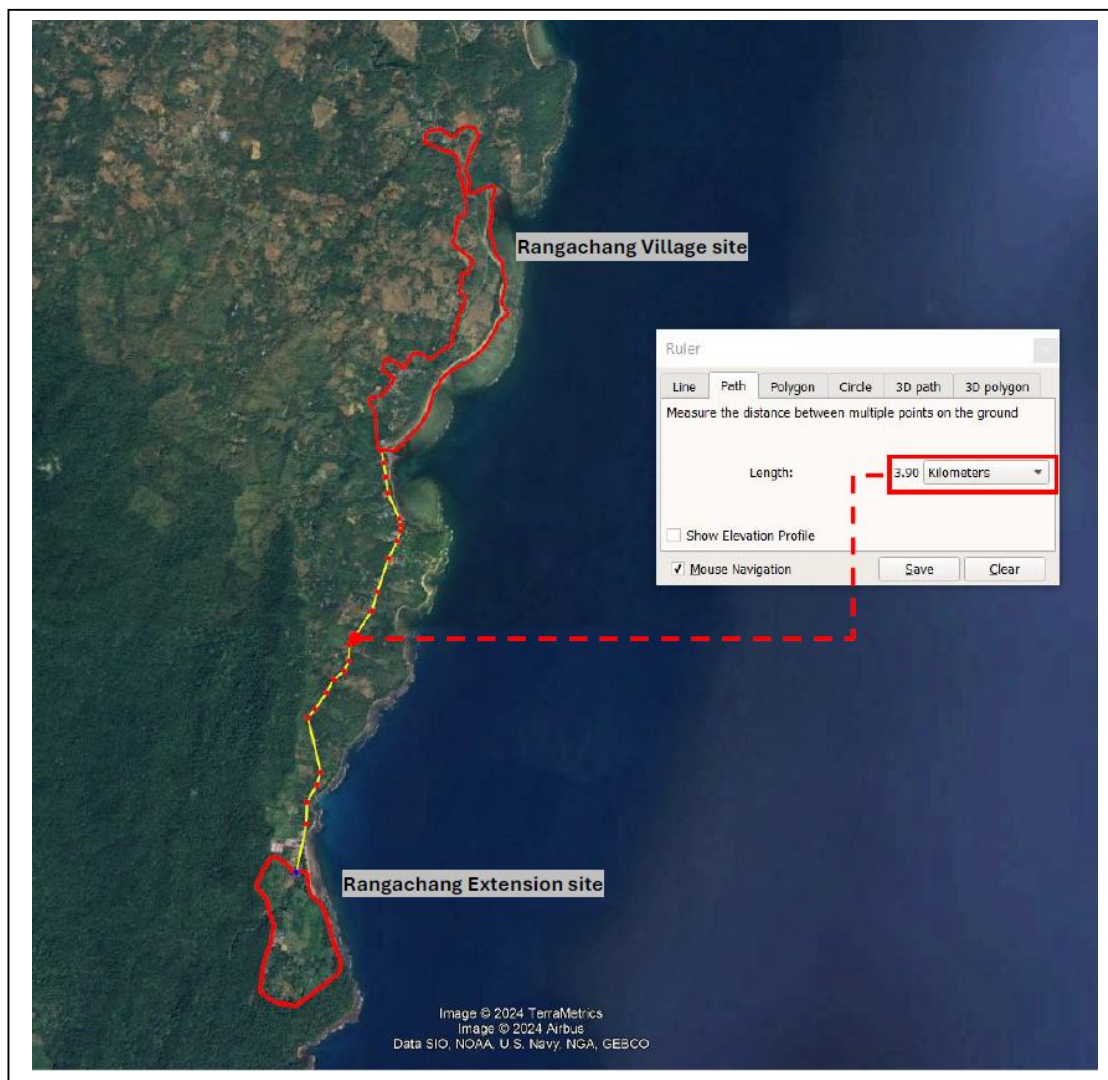 Rangachang Village site
Ruler
Line Path Polygon Circle 3D path 3D polygon
Measure the distance between multiple points on the ground
Length: 3.90 Kilometers
Show Elevation Profile
Mouse Navigation Save Clear
Rangachang Extension site
Image © 2024 TerraMetrics
Image © 2024 Airbus
Data SIO, NOAA, U.S. Navy, NGA, GEBCO